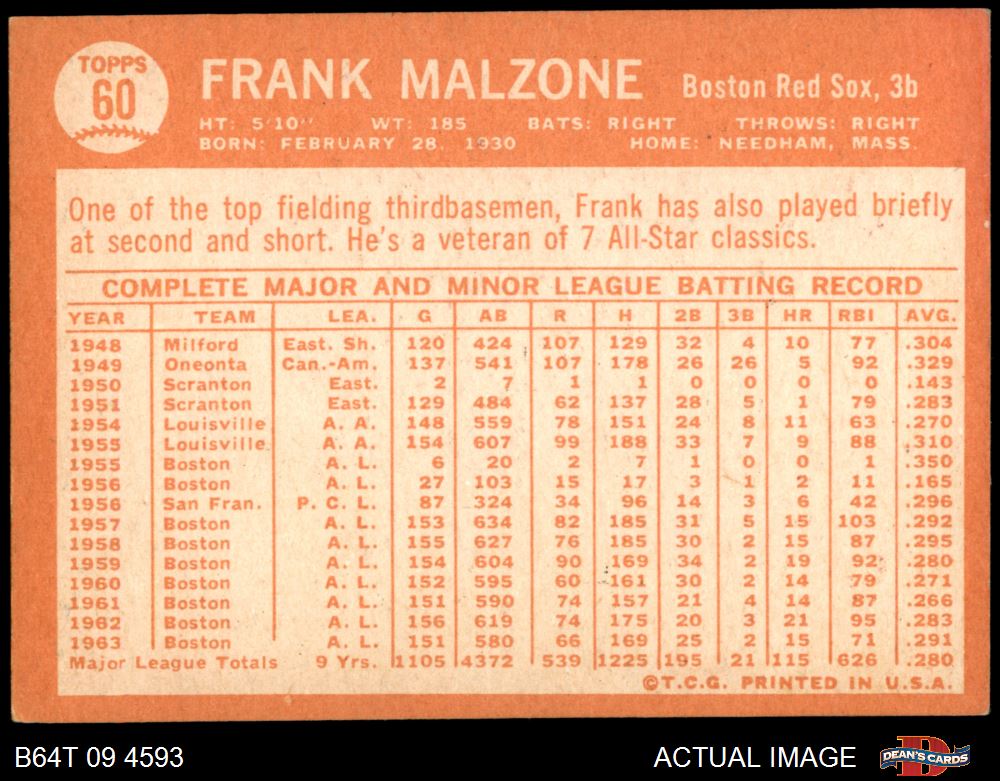 TOPPS
60
FRANK MALZONE Boston Red Sox, 3b
HT: 5'10" WT: 185 BATS: RIGHT THROWS: RIGHT
BORN: FEBRUARY 28, 1930 HOME: NEEDHAM, MASS.
One of the top fielding thirdbasemen, Frank has also played briefly
at second and short. He's a veteran of 7 All-Star classics.
COMPLETE MAJOR AND MINOR LEAGUE BATTING RECORD
YEAR TEAM LEA. G AB R H 2B 3B HR RBI AVG.
1948 Milford East. Sh. 120 424 107 129 32 4 10 77 .304
1949 Oneonta Can.-Am. 137 541 107 178 26 26 5 92 .329
1950 Scranton East. 2 7 1 1 0 0 0 0 .143
1951 Scranton East. 129 484 62 137 28 5 1 79 .283
1954 Louisville A. A. 148 559 78 151 24 8 11 63 .270
1955 Louisville A. A. 154 607 99 188 33 7 9 88 .310
1955 Boston A. L. 6 20 2 7 1 0 0 1 .350
1956 Boston A. L. 27 103 15 17 3 1 2 11 .165
1956 San Fran. P. C. L. 87 324 34 96 14 3 6 42 .296
1957 Boston A. L. 153 634 82 185 31 5 15 103 .292
1958 Boston A. L. 155 627 76 185 30 2 15 87 .295
1959 Boston A. L. 154 604 90 169 34 2 19 92 .280
1960 Boston A. L. 152 595 60 161 30 2 14 79 .271
1961 Boston A. L. 151 590 74 157 21 4 14 87 .266
1962 Boston A. L. 156 619 74 175 20 3 21 95 .283
1963 Boston A. L. 151 580 66 169 25 2 15 71 .291
Major League Totals 9 Yrs. 1105 4372 539 1225 195 21 115 626 .280
©T.C.G. PRINTED IN U.S.A.
B64T 09 4593 ACTUAL IMAGE DEAN'S CARDS